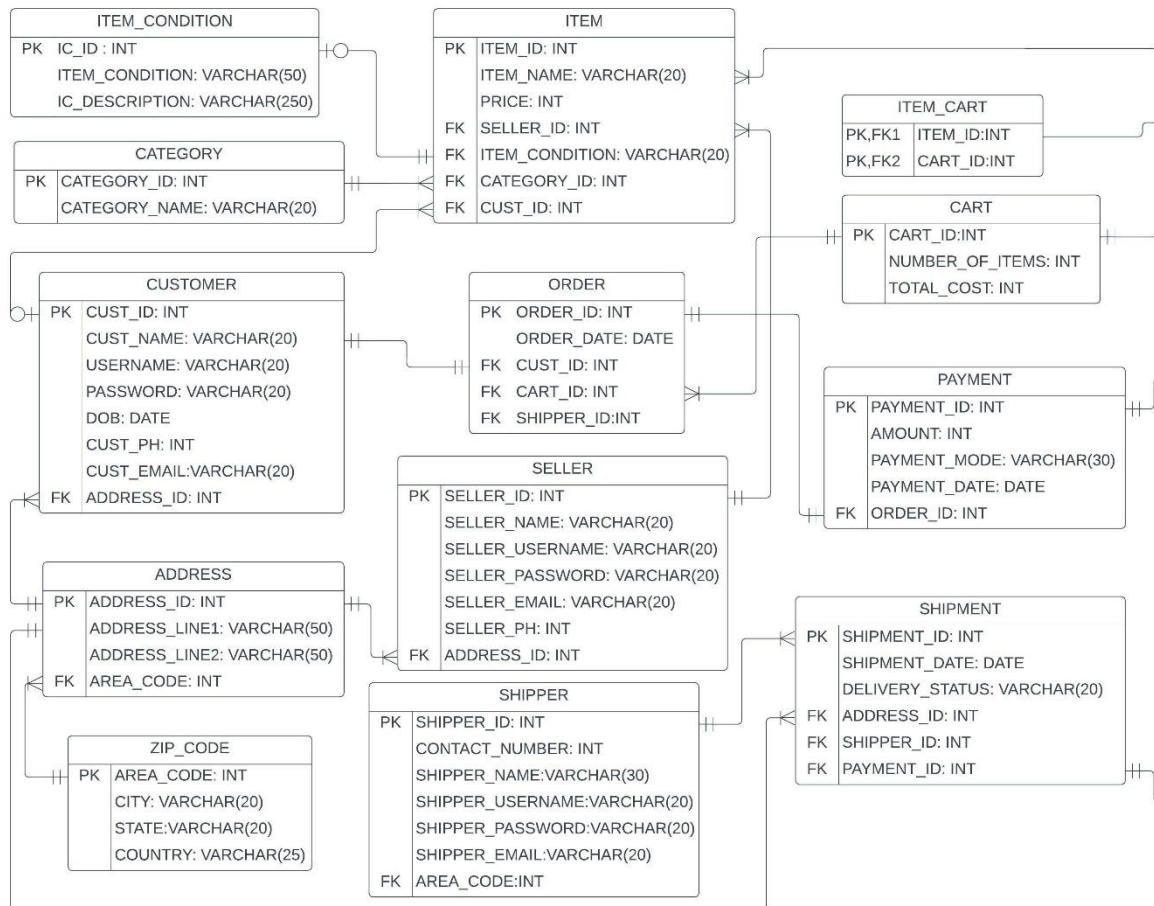 ITEM_CONDITION
PK IC_ID : INT
ITEM_CONDITION: VARCHAR(50)
IC_DESCRIPTION: VARCHAR(250)
ITEM
PK ITEM_ID: INT
ITEM_NAME: VARCHAR(20)
PRICE: INT
FK SELLER_ID: INT
FK ITEM_CONDITION: VARCHAR(20)
FK CATEGORY_ID: INT
FK CUST_ID: INT
ITEM_CART
PK,FK1 ITEM_ID:INT
PK,FK2 CART_ID:INT
CATEGORY
PK CATEGORY_ID: INT
CATEGORY_NAME: VARCHAR(20)
CART
PK CART_ID:INT
NUMBER_OF_ITEMS: INT
TOTAL_COST: INT
CUSTOMER
PK CUST_ID: INT
CUST_NAME: VARCHAR(20)
USERNAME: VARCHAR(20)
PASSWORD: VARCHAR(20)
DOB: DATE
CUST_PH: INT
CUST_EMAIL:VARCHAR(20)
FK ADDRESS_ID: INT
ORDER
PK ORDER_ID: INT
ORDER_DATE: DATE
FK CUST_ID: INT
FK CART_ID: INT
FK SHIPPER_ID:INT
PAYMENT
PK PAYMENT_ID: INT
AMOUNT: INT
PAYMENT_MODE: VARCHAR(30)
PAYMENT_DATE: DATE
FK ORDER_ID: INT
SELLER
PK SELLER_ID: INT
SELLER_NAME: VARCHAR(20)
SELLER_USERNAME: VARCHAR(20)
SELLER_PASSWORD: VARCHAR(20)
SELLER_EMAIL: VARCHAR(20)
SELLER_PH: INT
FK ADDRESS_ID: INT
ADDRESS
PK ADDRESS_ID: INT
ADDRESS_LINE1: VARCHAR(50)
ADDRESS_LINE2: VARCHAR(50)
FK AREA_CODE: INT
SHIPMENT
PK SHIPMENT_ID: INT
SHIPMENT_DATE: DATE
DELIVERY_STATUS: VARCHAR(20)
FK ADDRESS_ID: INT
FK SHIPPER_ID: INT
FK PAYMENT_ID: INT
SHIPPER
PK SHIPPER_ID: INT
CONTACT_NUMBER: INT
SHIPPER_NAME:VARCHAR(30)
SHIPPER_USERNAME:VARCHAR(20)
SHIPPER_PASSWORD:VARCHAR(20)
SHIPPER_EMAIL:VARCHAR(20)
FK AREA_CODE:INT
ZIP_CODE
PK AREA_CODE: INT
CITY: VARCHAR(20)
STATE:VARCHAR(20)
COUNTRY: VARCHAR(25)